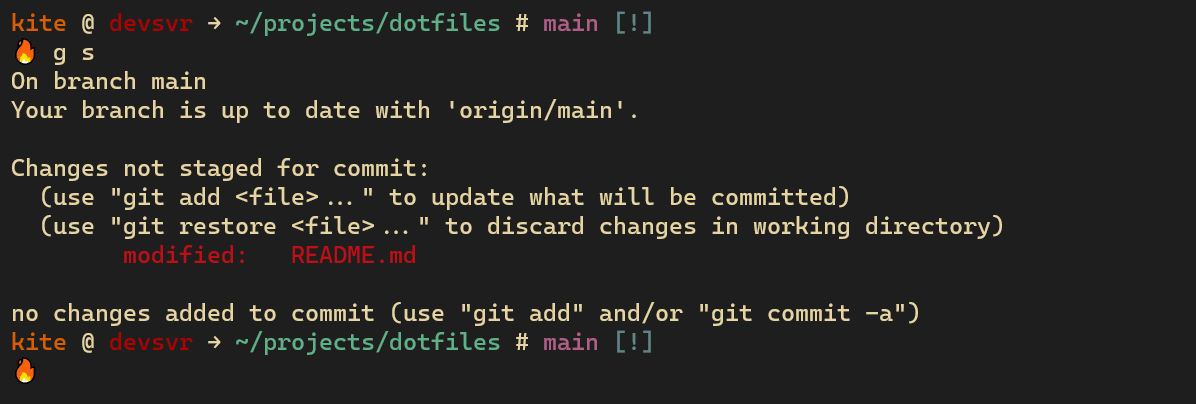 kite @ devsvr → ~/projects/dotfiles # main [!]
🔥 g s
On branch main
Your branch is up to date with 'origin/main'.

Changes not staged for commit:
  (use "git add <file>..." to update what will be committed)
  (use "git restore <file>..." to discard changes in working directory)
        modified:   README.md

no changes added to commit (use "git add" and/or "git commit -a")
kite @ devsvr → ~/projects/dotfiles # main [!]
🔥